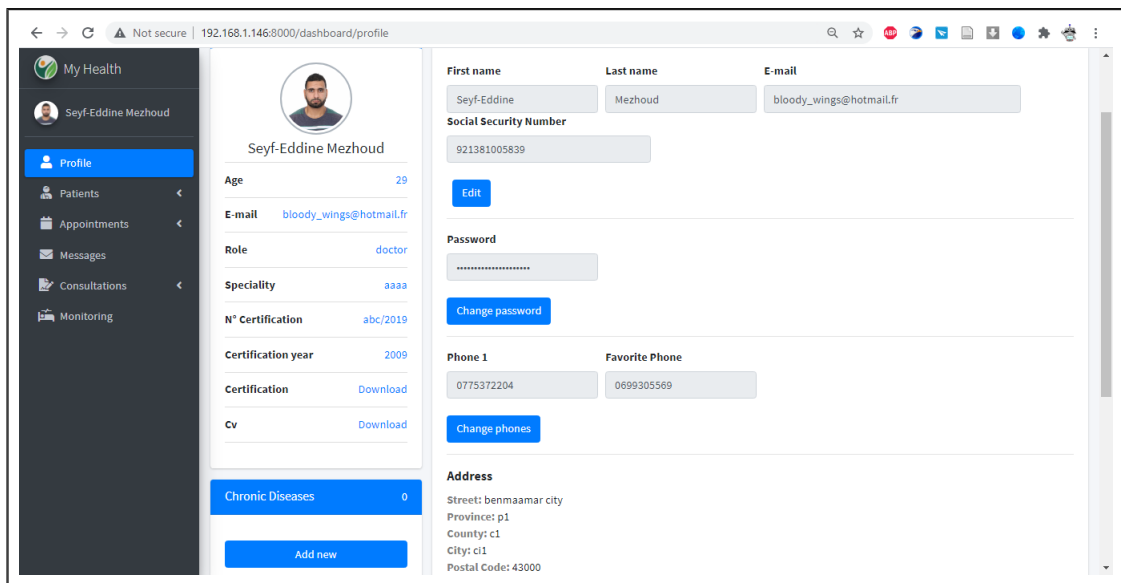 Not secure | 192.168.1.146:8000/dashboard/profile
ABP
My Health
Seyf-Eddine Mezhoud
Profile
Patients
Appointments
Messages
Consultations
Monitoring
Seyf-Eddine Mezhoud
Age 29
E-mail bloody_wings@hotmail.fr
Role doctor
Speciality aaaa
N° Certification abc/2019
Certification year 2009
Certification Download
Cv Download
Chronic Diseases 0
Add new
First name Last name E-mail
Seyf-Eddine Mezhoud bloody_wings@hotmail.fr
Social Security Number
921381005839
Edit
Password
Change password
Phone 1 Favorite Phone
0775372204 0699305569
Change phones
Address
Street: benmaamar city
Province: p1
County: c1
City: ci1
Postal Code: 43000